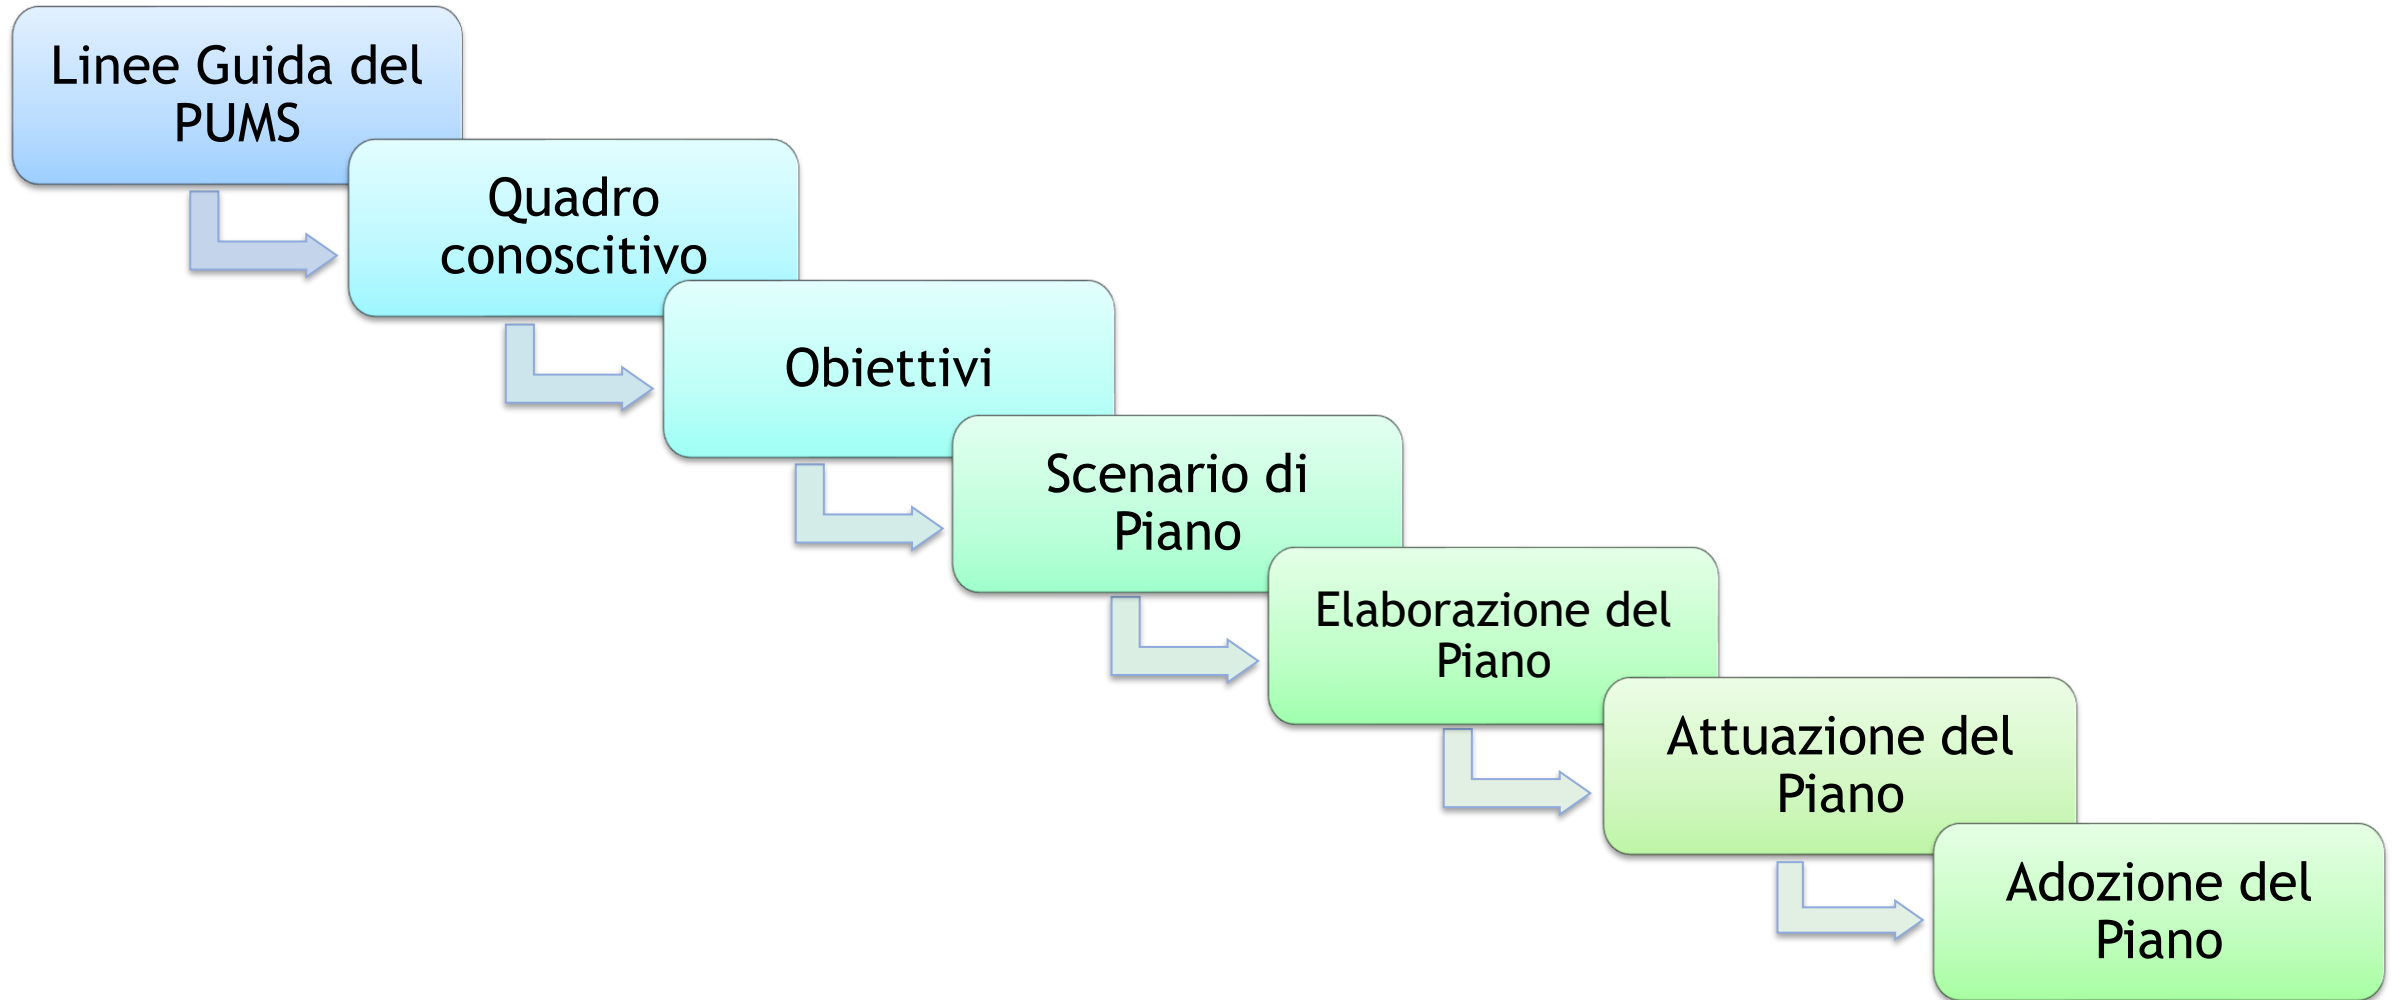 Linee Guida del
PUMS
Quadro
conoscitivo
Obiettivi
Scenario di
Piano
Elaborazione del
Piano
Attuazione del
Piano
Adozione del
Piano